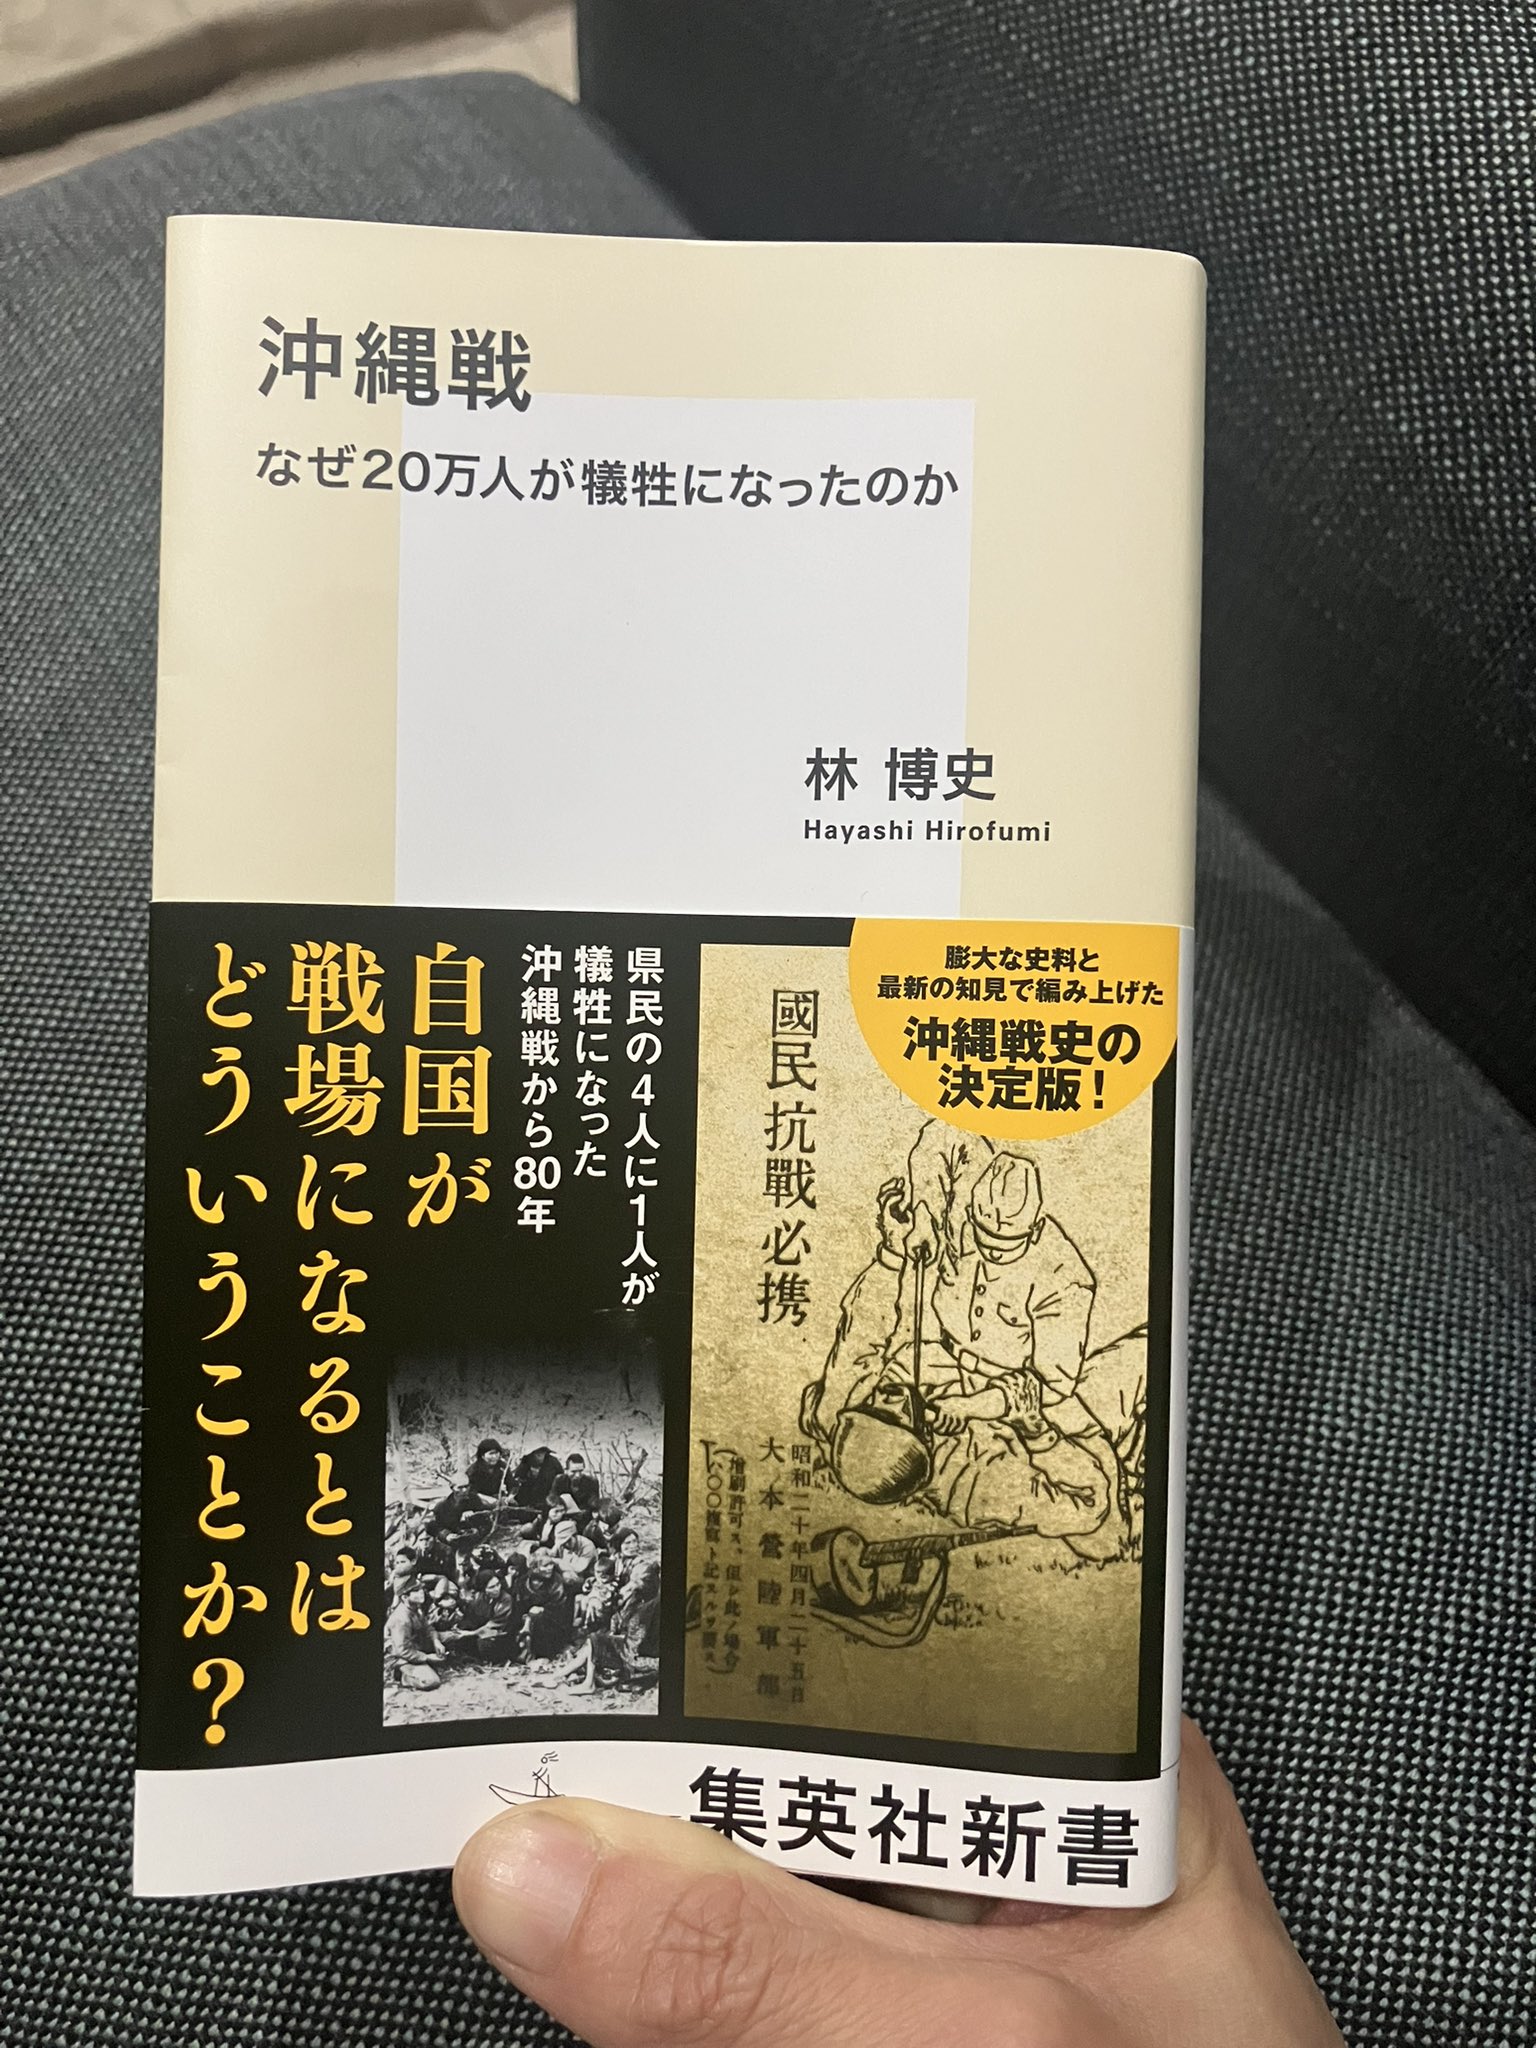 沖縄戦
なぜ20万人が犠牲になったのか
林 博史
Hayashi Hirofumi
膨大な史料と
最新の知見で編み上げた
沖縄戦史の
決定版！
國民抗戰必携
昭和二十年四月二十五日
大本營陸軍部
県民の4人に1人が
犠牲になった
沖縄戦から80年
自国が
戦場になるとは
どういうことか？
集英社新書